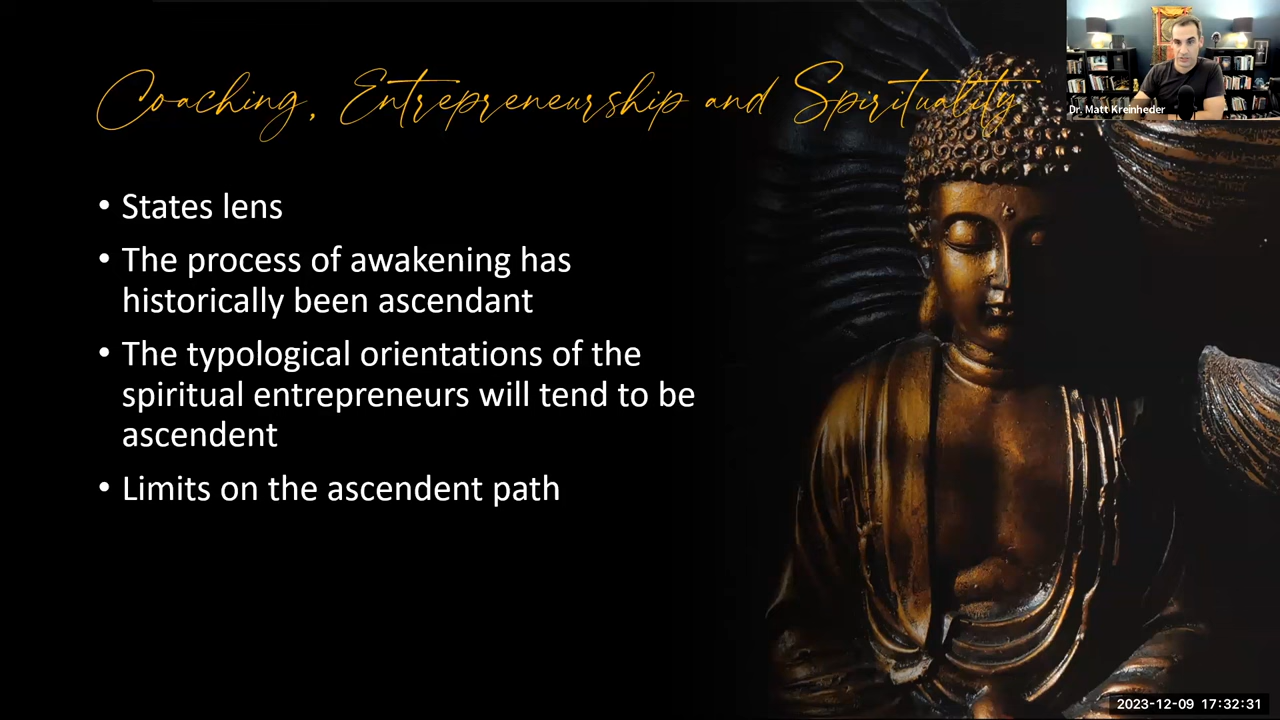 Coaching, Entrepreneurship and Spirituality
Dr. Matt Kreinheder
• States lens
• The process of awakening has
historically been ascendant
• The typological orientations of the
spiritual entrepreneurs will tend to be
ascendent
• Limits on the ascendent path
2023-12-09 17:32:31